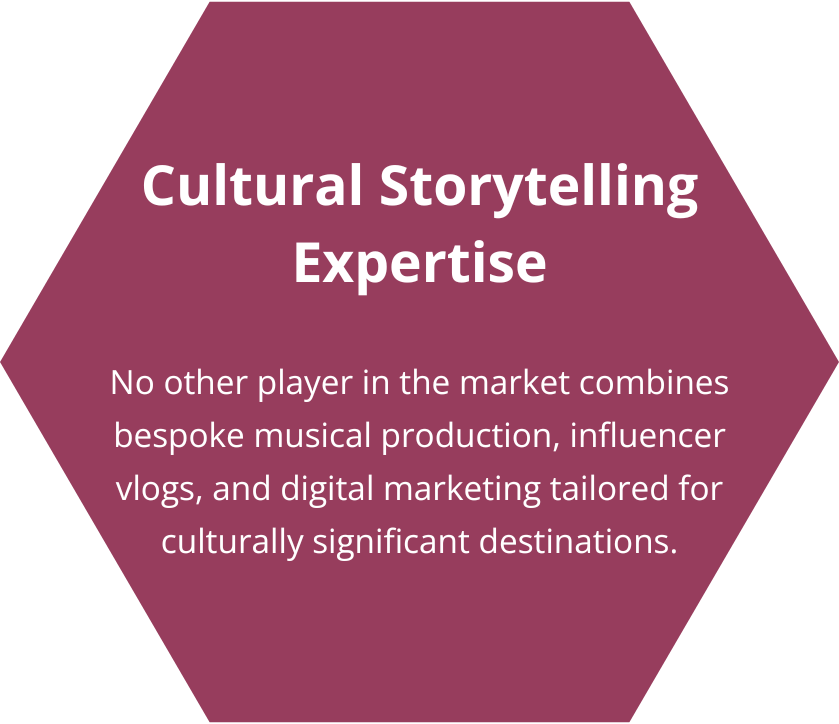 Cultural Storytelling
Expertise
No other player in the market combines
bespoke musical production, influencer
vlogs, and digital marketing tailored for
culturally significant destinations.